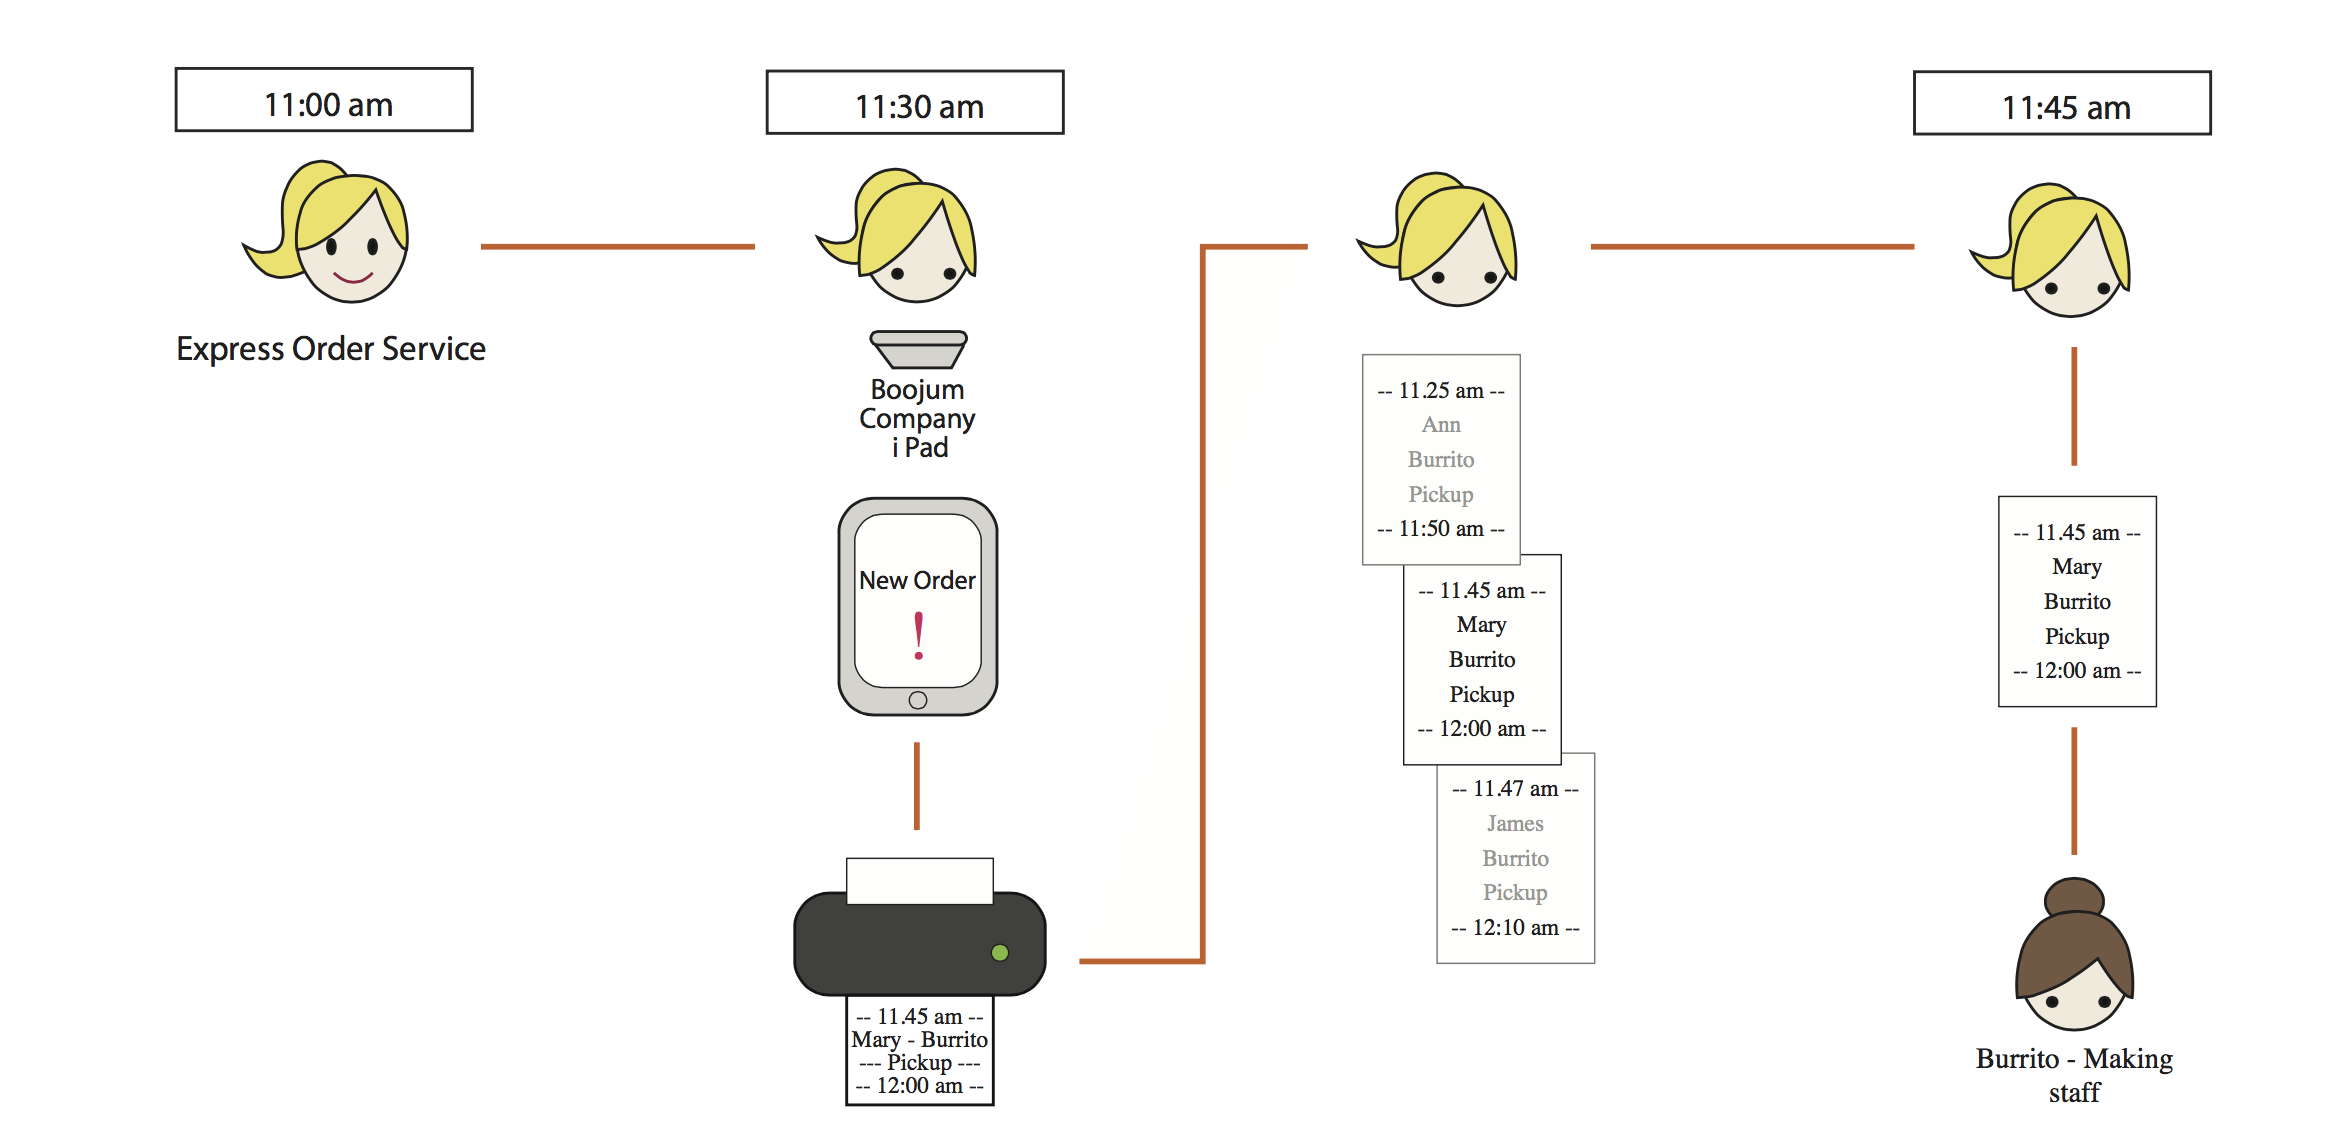 11:00 am
Express Order Service
11:30 am
Boojum
Company
i Pad
New Order
!
-- 11.45 am --
Mary - Burrito
--- Pickup ---
-- 12:00 am --
-- 11.25 am --
Ann
Burrito
Pickup
-- 11:50 am --
-- 11.45 am --
Mary
Burrito
Pickup
-- 12:00 am --
-- 11.47 am --
James
Burrito
Pickup
-- 12:10 am --
11:45 am
-- 11.45 am --
Mary
Burrito
Pickup
-- 12:00 am --
Burrito - Making
staff